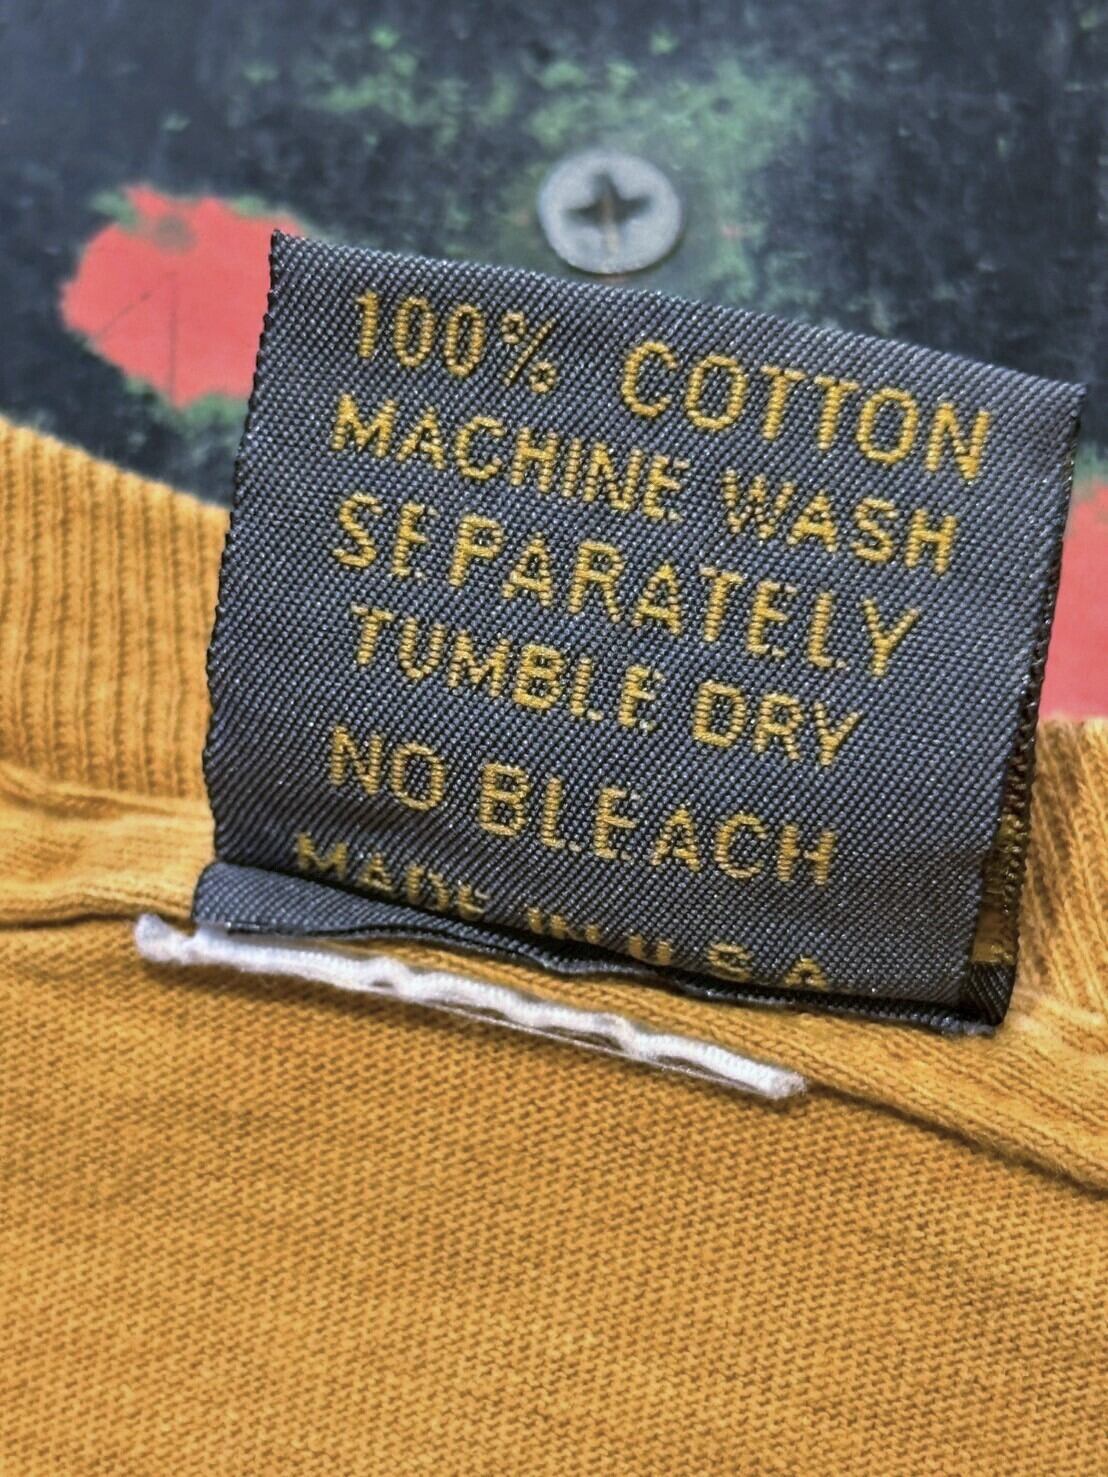 100% COTTON
MACHINE WASH
SEPARATELY
TUMBLE DRY
NO BLEACH
MADE IN U S A